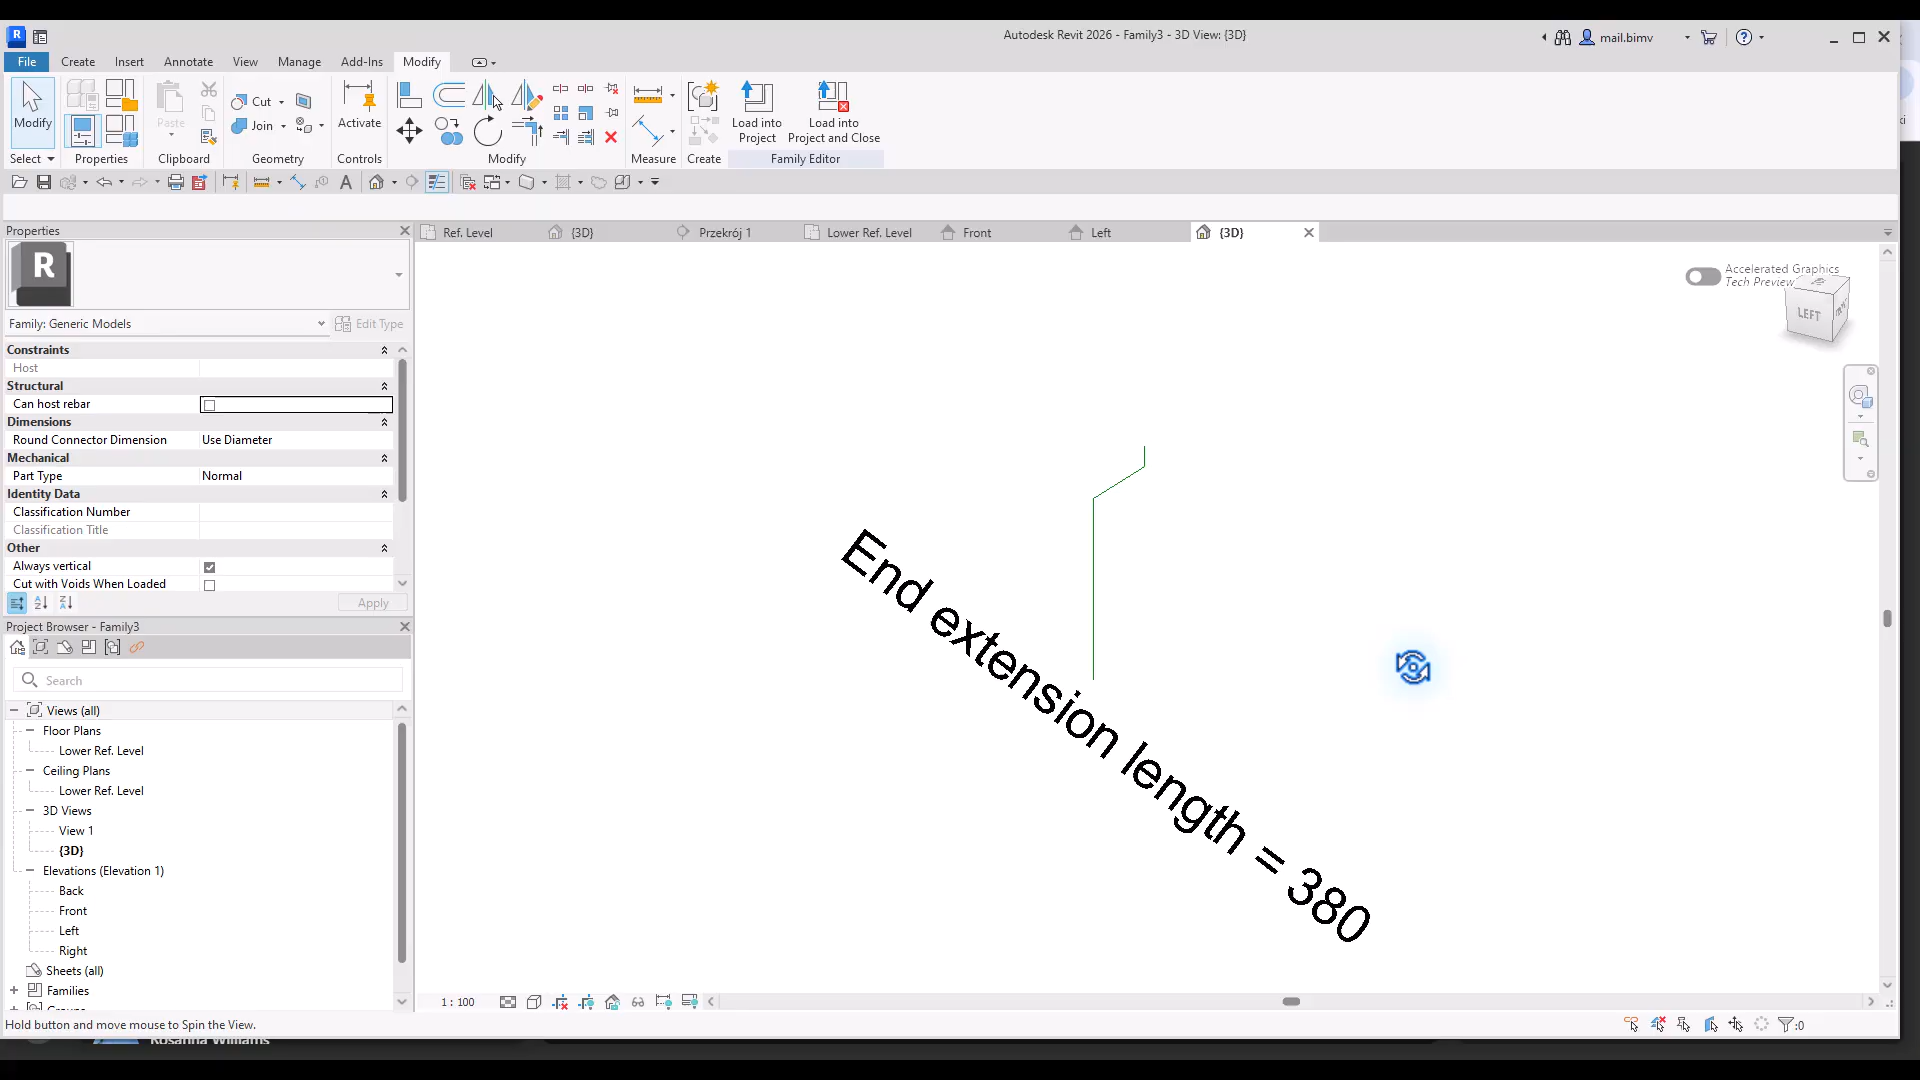 Autodesk Revit 2026 - Family3 - 3D View: {3D}
mail.bimv
File
Create
Insert
Annotate
View
Manage
Add-Ins
Modify
Modify
Paste
Cut
Join
Activate
Load into
Project
Load into
Project and Close
Select
Properties
Clipboard
Geometry
Controls
Modify
Measure
Create
Family Editor
Properties
Ref. Level
{3D}
Przekrój 1
Lower Ref. Level
Front
Left
{3D}
R
Family: Generic Models
Edit Type
Constraints
Host
Structural
Can host rebar
Dimensions
Round Connector Dimension
Use Diameter
Mechanical
Part Type
Normal
Identity Data
Classification Number
Classification Title
Other
Always vertical
Cut with Voids When Loaded
Apply
Project Browser - Family3
Search
Views (all)
Floor Plans
Lower Ref. Level
Ceiling Plans
Lower Ref. Level
3D Views
View 1
{3D}
Elevations (Elevation 1)
Back
Front
Left
Right
Sheets (all)
Families
Accelerated Graphics
Tech Preview
LEFT
End extension length = 380
1 : 100
Hold button and move mouse to Spin the View.
:0
Rosanna Williams